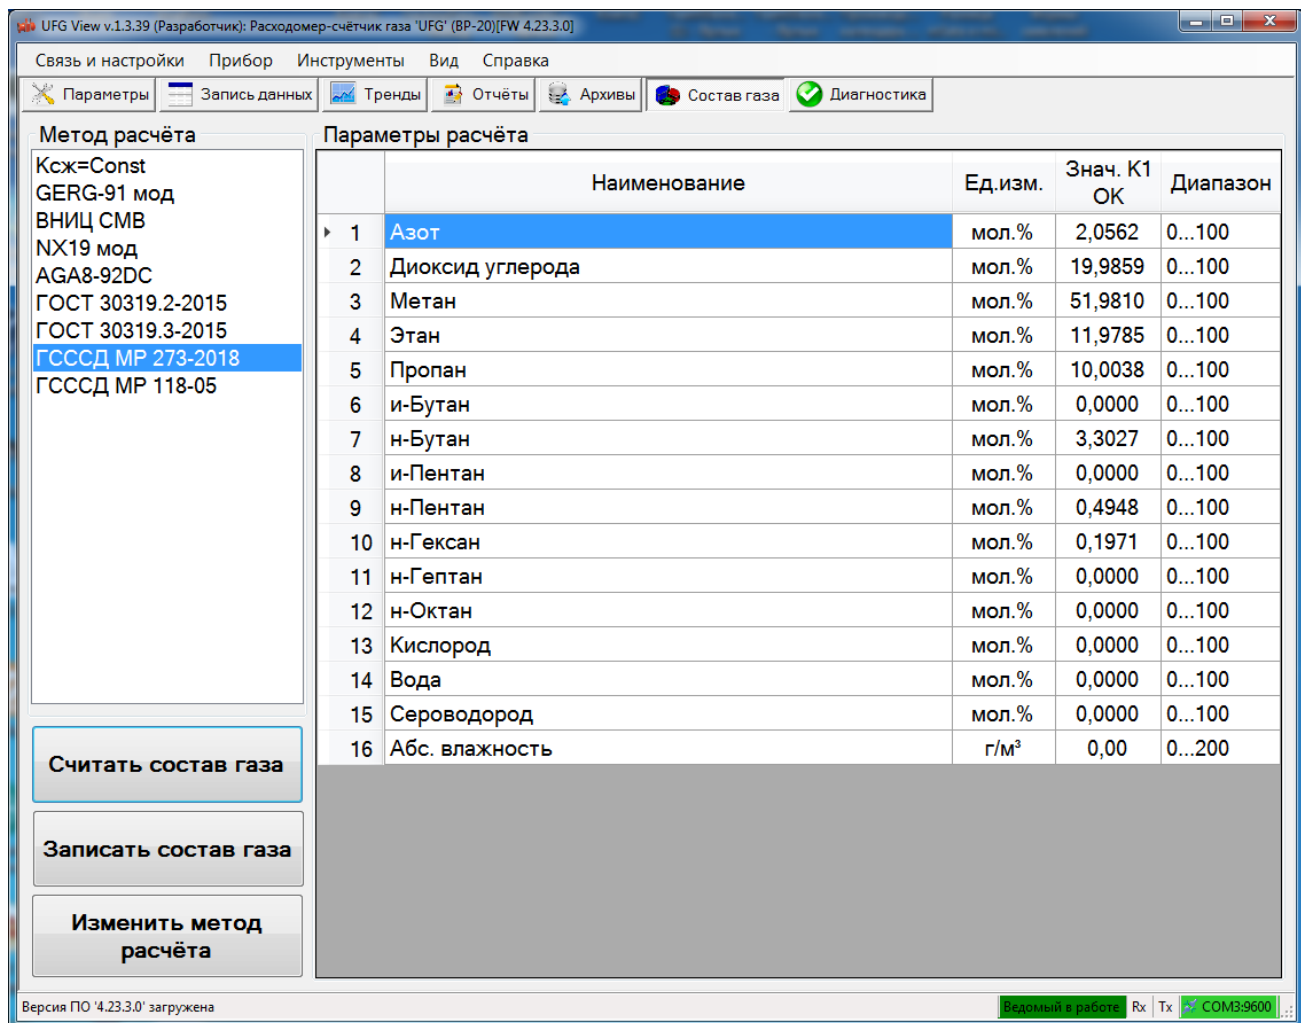 UFG View v.1.3.39 (Разработчик): Расходомер-счётчик газа 'UFG' (ВР-20)[FW 4.23.3.0]
Связь и настройки Прибор Инструменты Вид Справка
Параметры Запись данных Тренды Отчёты Архивы Состав газа Диагностика
Метод расчёта
Ксж=Const
GERG-91 мод
ВНИЦ СМВ
NX19 мод
AGA8-92DC
ГОСТ 30319.2-2015
ГОСТ 30319.3-2015
ГСССД МР 273-2018
ГСССД МР 118-05
Считать состав газа
Записать состав газа
Изменить метод
расчёта
Параметры расчёта
Наименование Ед.изм. Знач. К1 ОК Диапазон
1 Азот мол.% 2,0562 0...100
2 Диоксид углерода мол.% 19,9859 0...100
3 Метан мол.% 51,9810 0...100
4 Этан мол.% 11,9785 0...100
5 Пропан мол.% 10,0038 0...100
6 и-Бутан мол.% 0,0000 0...100
7 н-Бутан мол.% 3,3027 0...100
8 и-Пентан мол.% 0,0000 0...100
9 н-Пентан мол.% 0,4948 0...100
10 н-Гексан мол.% 0,1971 0...100
11 н-Гептан мол.% 0,0000 0...100
12 н-Октан мол.% 0,0000 0...100
13 Кислород мол.% 0,0000 0...100
14 Вода мол.% 0,0000 0...100
15 Сероводород мол.% 0,0000 0...100
16 Абс. влажность г/м³ 0,00 0...200
Версия ПО '4.23.3.0' загружена
Ведомый в работе Rx Tx COM3:9600